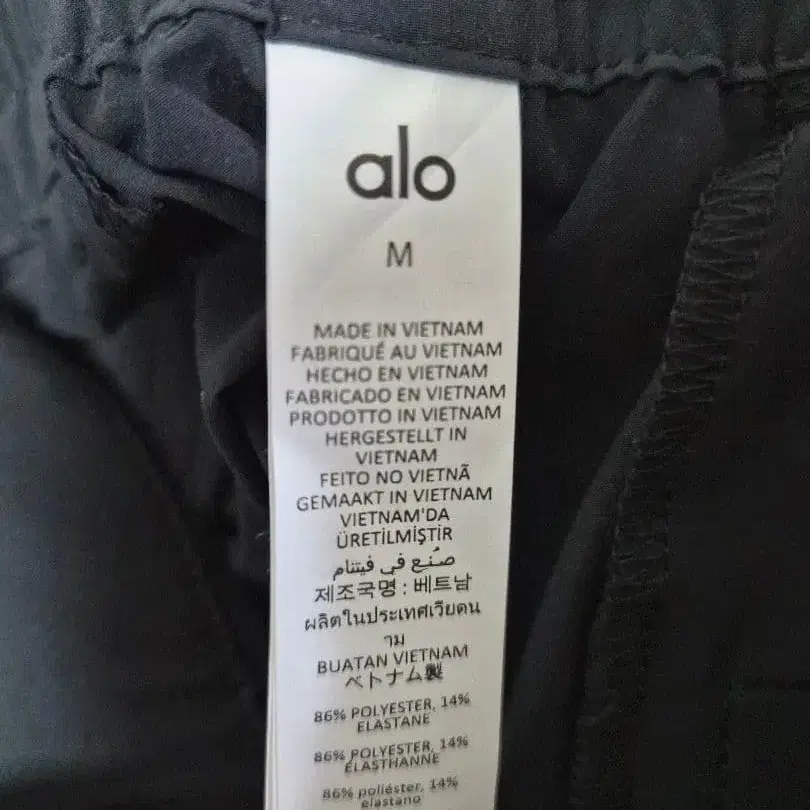 alo
M
MADE IN VIETNAM
FABRIQUÉ AU VIETNAM
HECHO EN VIETNAM
FABRICADO EN VIETNAM
PRODOTTO IN VIETNAM
HERGESTELLT IN
VIETNAM
FEITO NO VIETNÃ
GEMAAKT IN VIETNAM
VIETNAM'DA
ÜRETİLMİŞTİR
صُنع في فيتنام
제조국명 : 베트남
ผลิตในประเทศเวียดน
าม
BUATAN VIETNAM
ベトナム製
86% POLYESTER, 14%
ELASTANE
86% POLYESTER, 14%
ÉLASTHANNE
86% poliéster, 14%
elastano